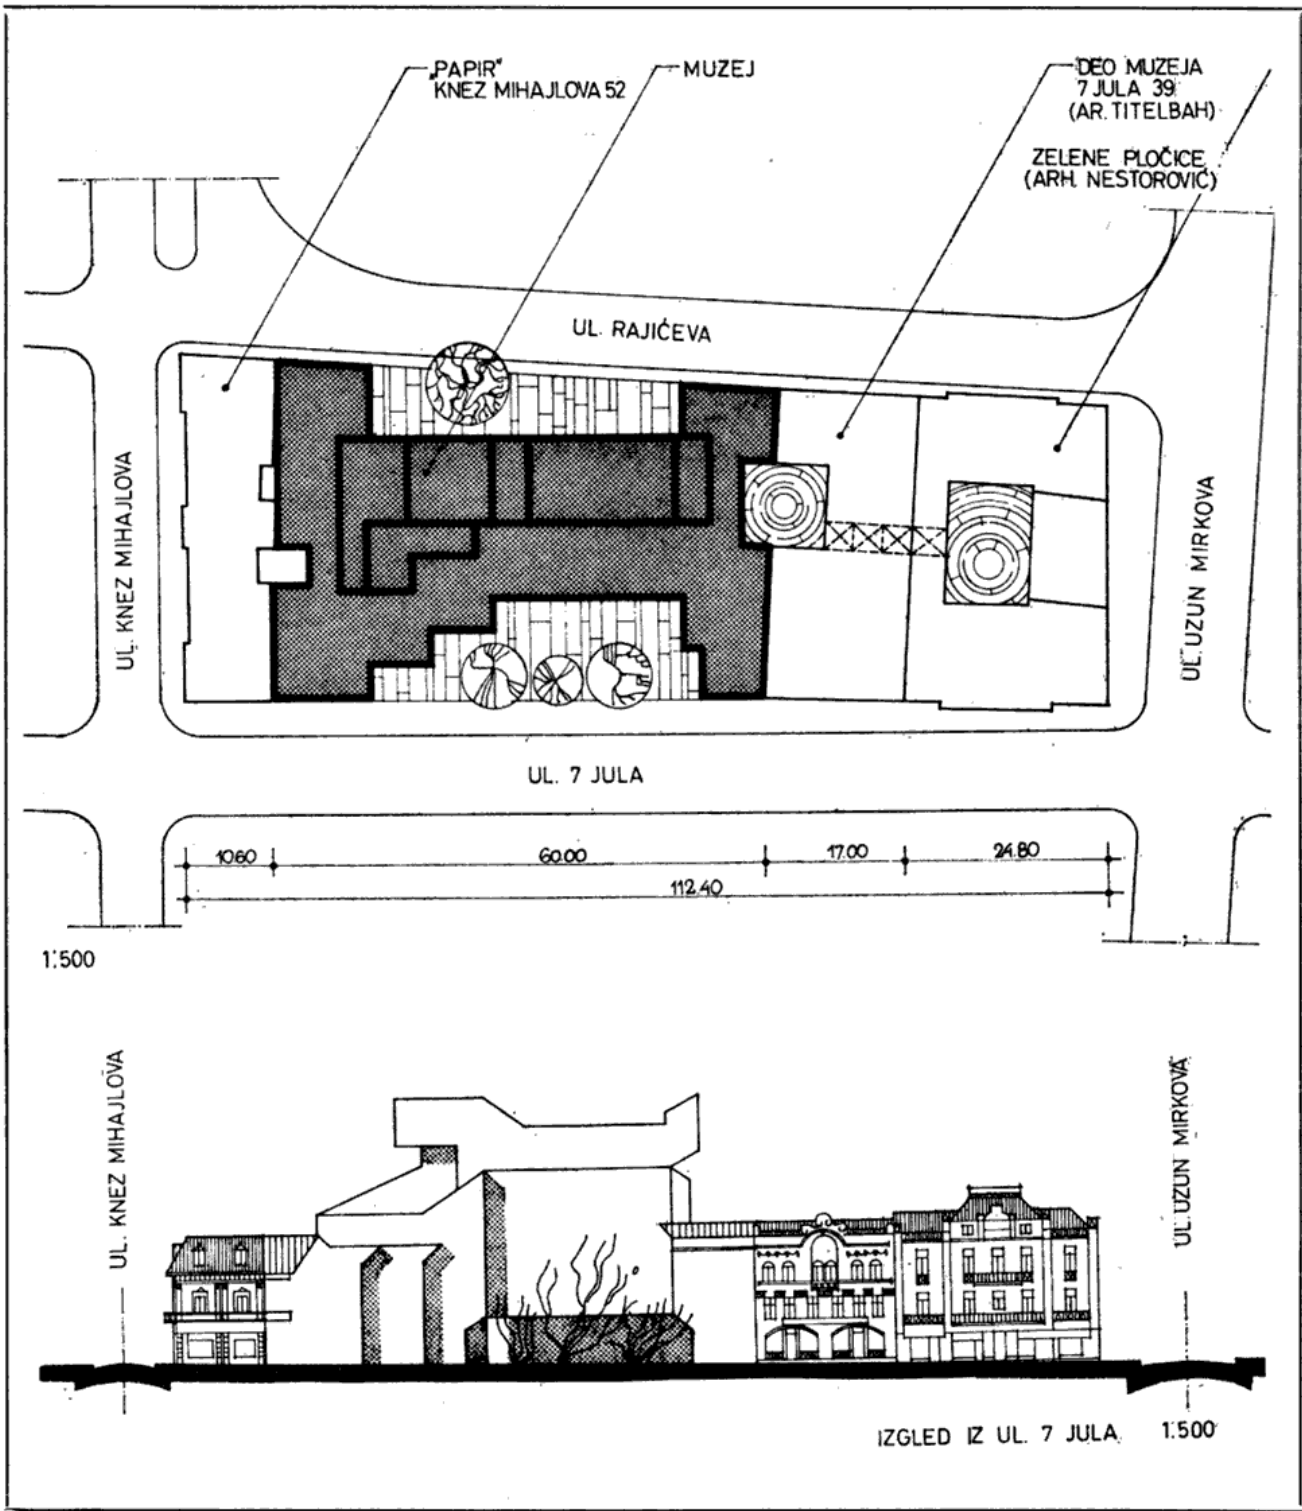 „PAPIR"
KNEZ MIHAJLOVA 52
MUZEJ
DEO MUZEJA
7 JULA 39
(AR. TITELBAH)
ZELENE PLOČICE
(ARH. NESTOROVIĆ)
UL. RAJIĆEVA
UL. KNEZ MIHAJLOVA
UL. UZUN MIRKOVA
UL. 7 JULA
10.60
60.00
17.00
24.80
112.40
1:500
UL. KNEZ MIHAJLOVA
UL. UZUN MIRKOVA
IZGLED IZ UL. 7 JULA 1:500